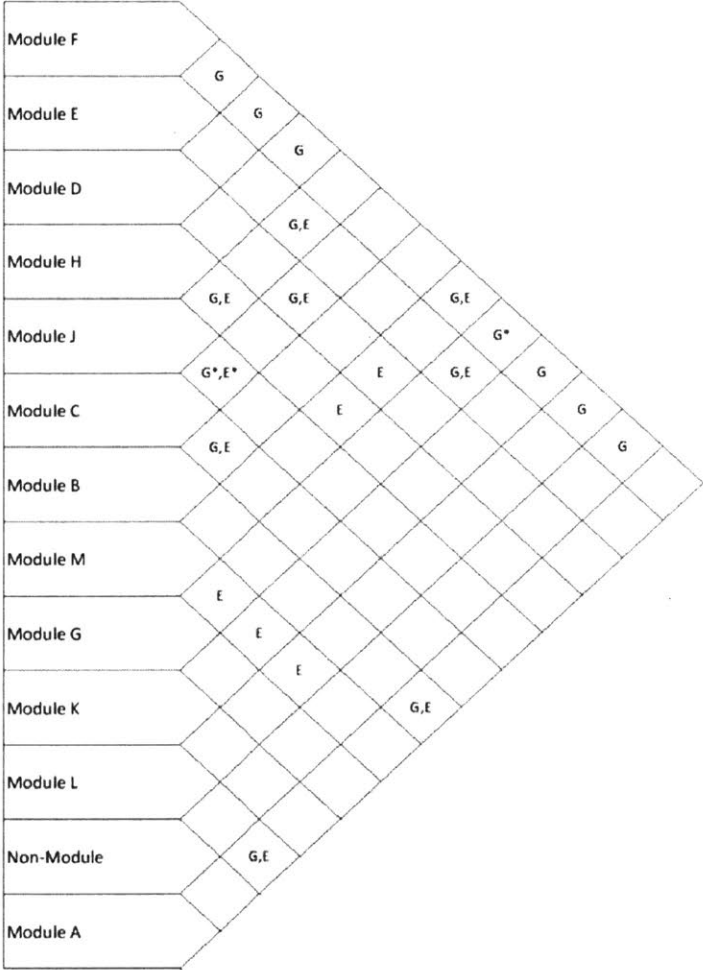 Module F
G
Module E
G
G
Module D
G,E
Module H
G,E
G,E
G,E
Module J
G*
G*,E*
E
G,E
G
Module C
E
G
G,E
G
Module B
Module M
E
Module G
E
E
Module K
G,E
Module L
Non-Module
G,E
Module A